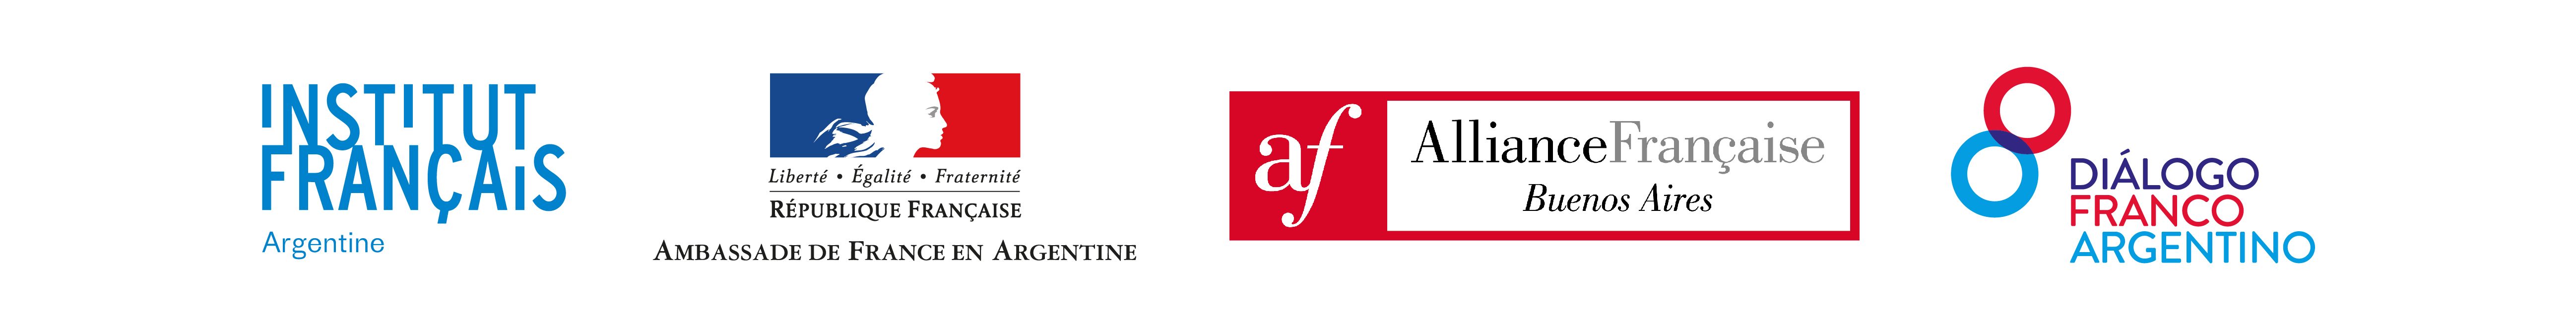 INSTITUT
FRANÇAIS
Argentine
Liberté • Égalité • Fraternité
RÉPUBLIQUE FRANÇAISE
AMBASSADE DE FRANCE EN ARGENTINE
af
AllianceFrançaise
Buenos Aires
DIÁLOGO
FRANCO
ARGENTINO